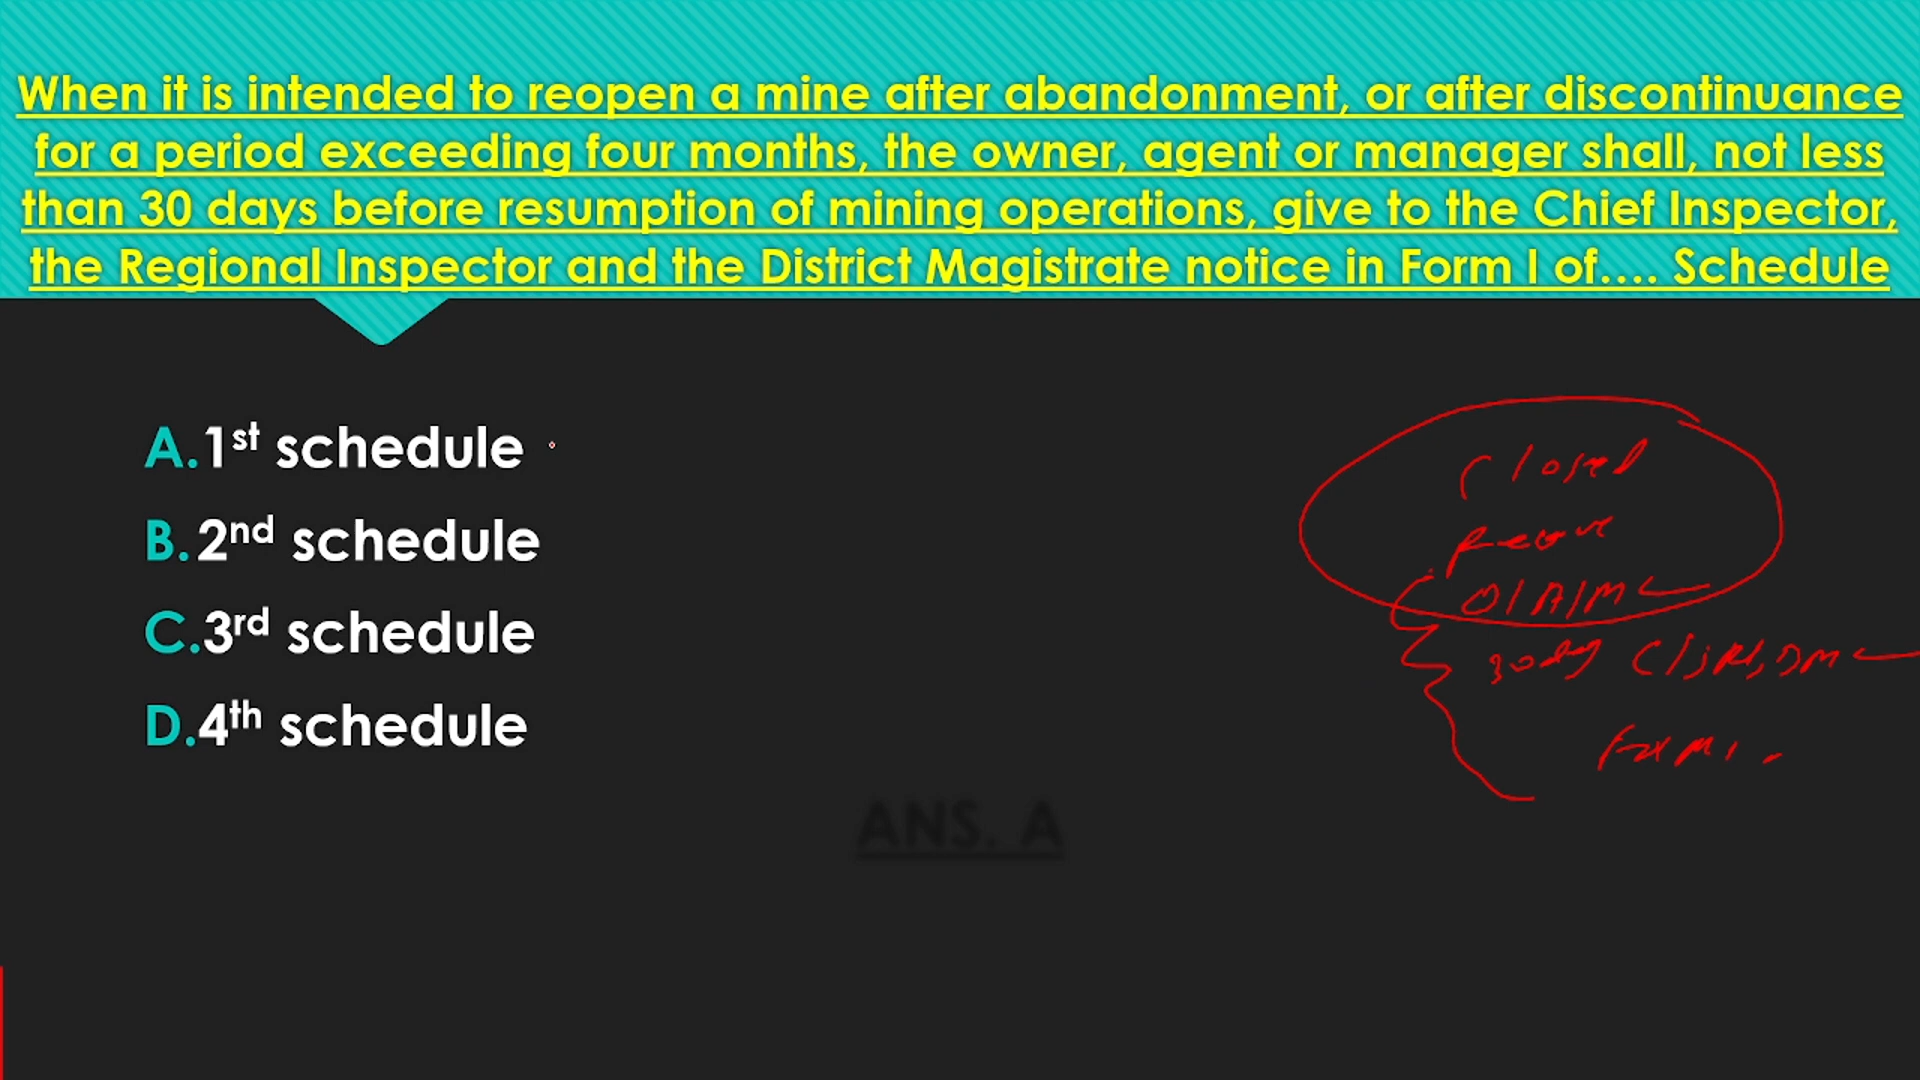 When it is intended to reopen a mine after abandonment, or after discontinuance
for a period exceeding four months, the owner, agent or manager shall, not less
than 30 days before resumption of mining operations, give to the Chief Inspector,
the Regional Inspector and the District Magistrate notice in Form I of.... Schedule
A.1st schedule
B.2nd schedule
C.3rd schedule
D.4th schedule
closed
O/A/M
30day
Form 1
ANS. A